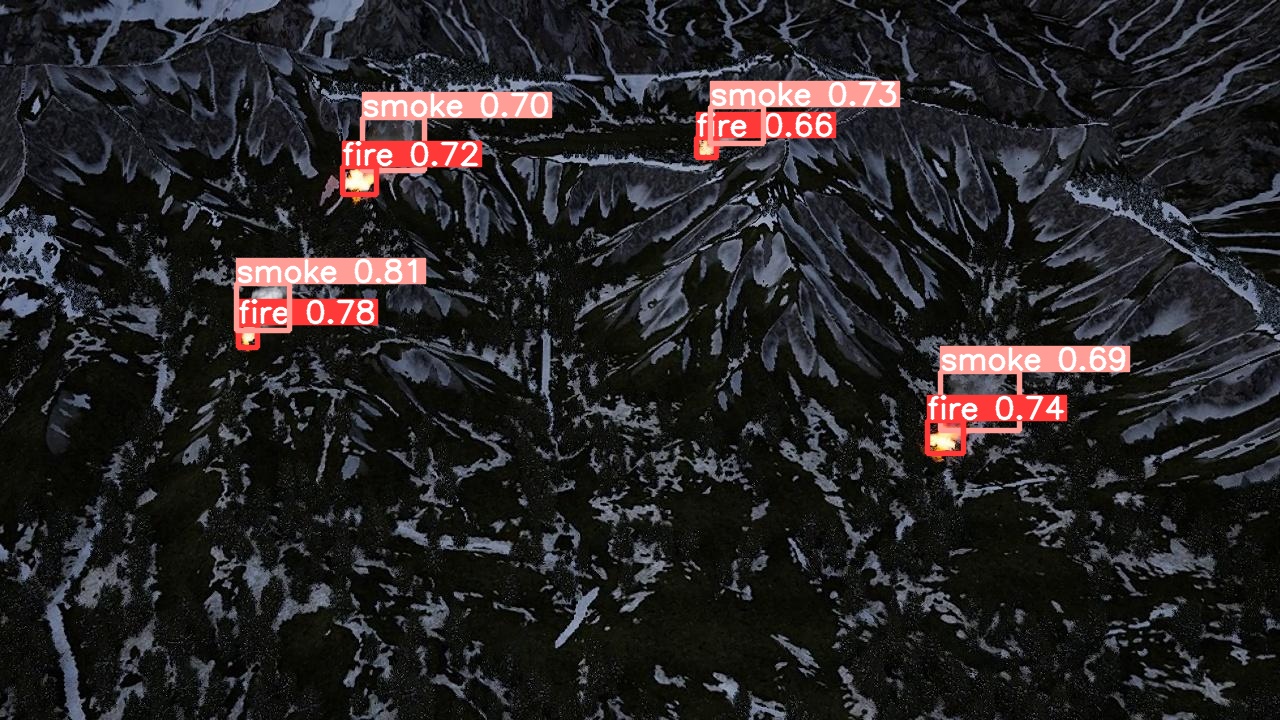 smoke 0.73
smoke 0.70
fire 0.66
fire 0.72
smoke 0.81
fire 0.78
smoke 0.69
fire 0.74